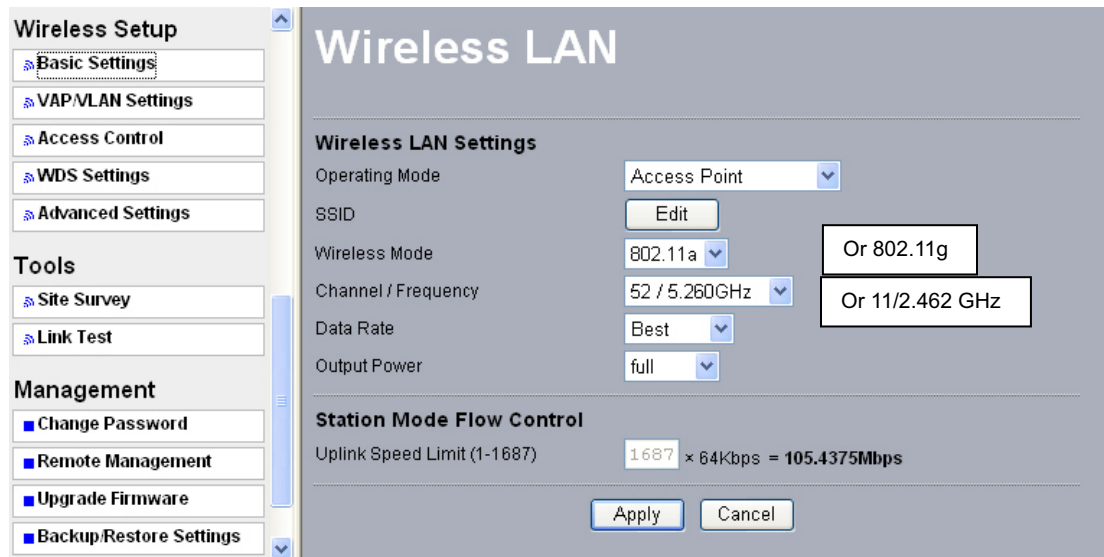 Wireless Setup
Basic Settings
VAP/VLAN Settings
Access Control
WDS Settings
Advanced Settings
Tools
Site Survey
Link Test
Management
Change Password
Remote Management
Upgrade Firmware
Backup/Restore Settings
Wireless LAN
Wireless LAN Settings
Operating Mode Access Point
SSID Edit
Wireless Mode 802.11a Or 802.11g
Channel / Frequency 52 / 5.260GHz Or 11/2.462 GHz
Data Rate Best
Output Power full
Station Mode Flow Control
Uplink Speed Limit (1-1687) 1687 × 64Kbps = 105.4375Mbps
Apply Cancel